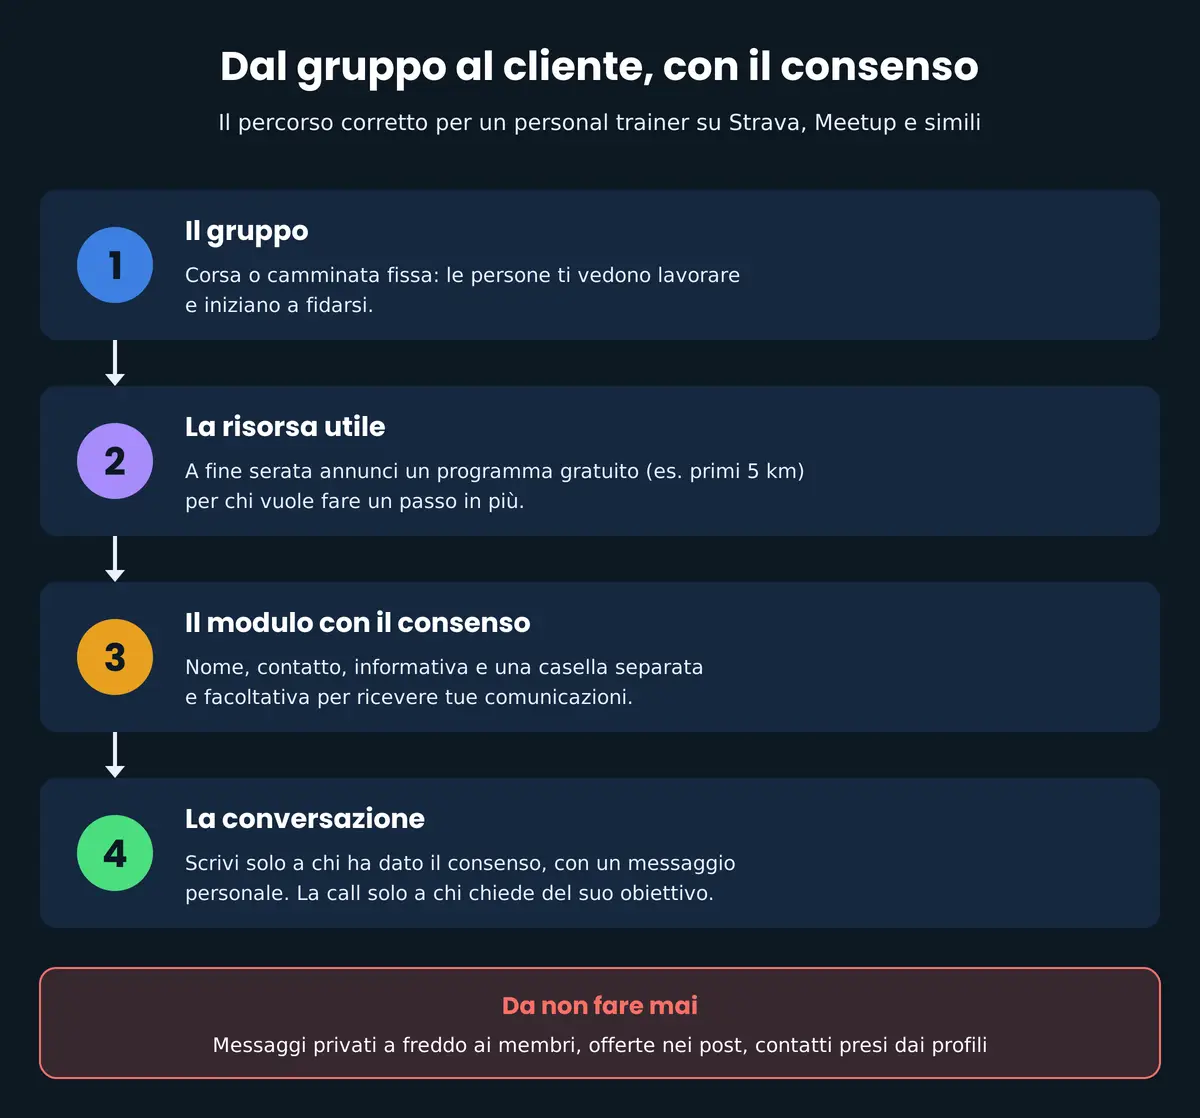 Dal gruppo al cliente, con il consenso
Il percorso corretto per un personal trainer su Strava, Meetup e simili
1
Il gruppo
Corsa o camminata fissa: le persone ti vedono lavorare
e iniziano a fidarsi.
2
La risorsa utile
A fine serata annunci un programma gratuito (es. primi 5 km)
per chi vuole fare un passo in più.
3
Il modulo con il consenso
Nome, contatto, informativa e una casella separata
e facoltativa per ricevere tue comunicazioni.
4
La conversazione
Scrivi solo a chi ha dato il consenso, con un messaggio
personale. La call solo a chi chiede del suo obiettivo.
Da non fare mai
Messaggi privati a freddo ai membri, offerte nei post, contatti presi dai profili